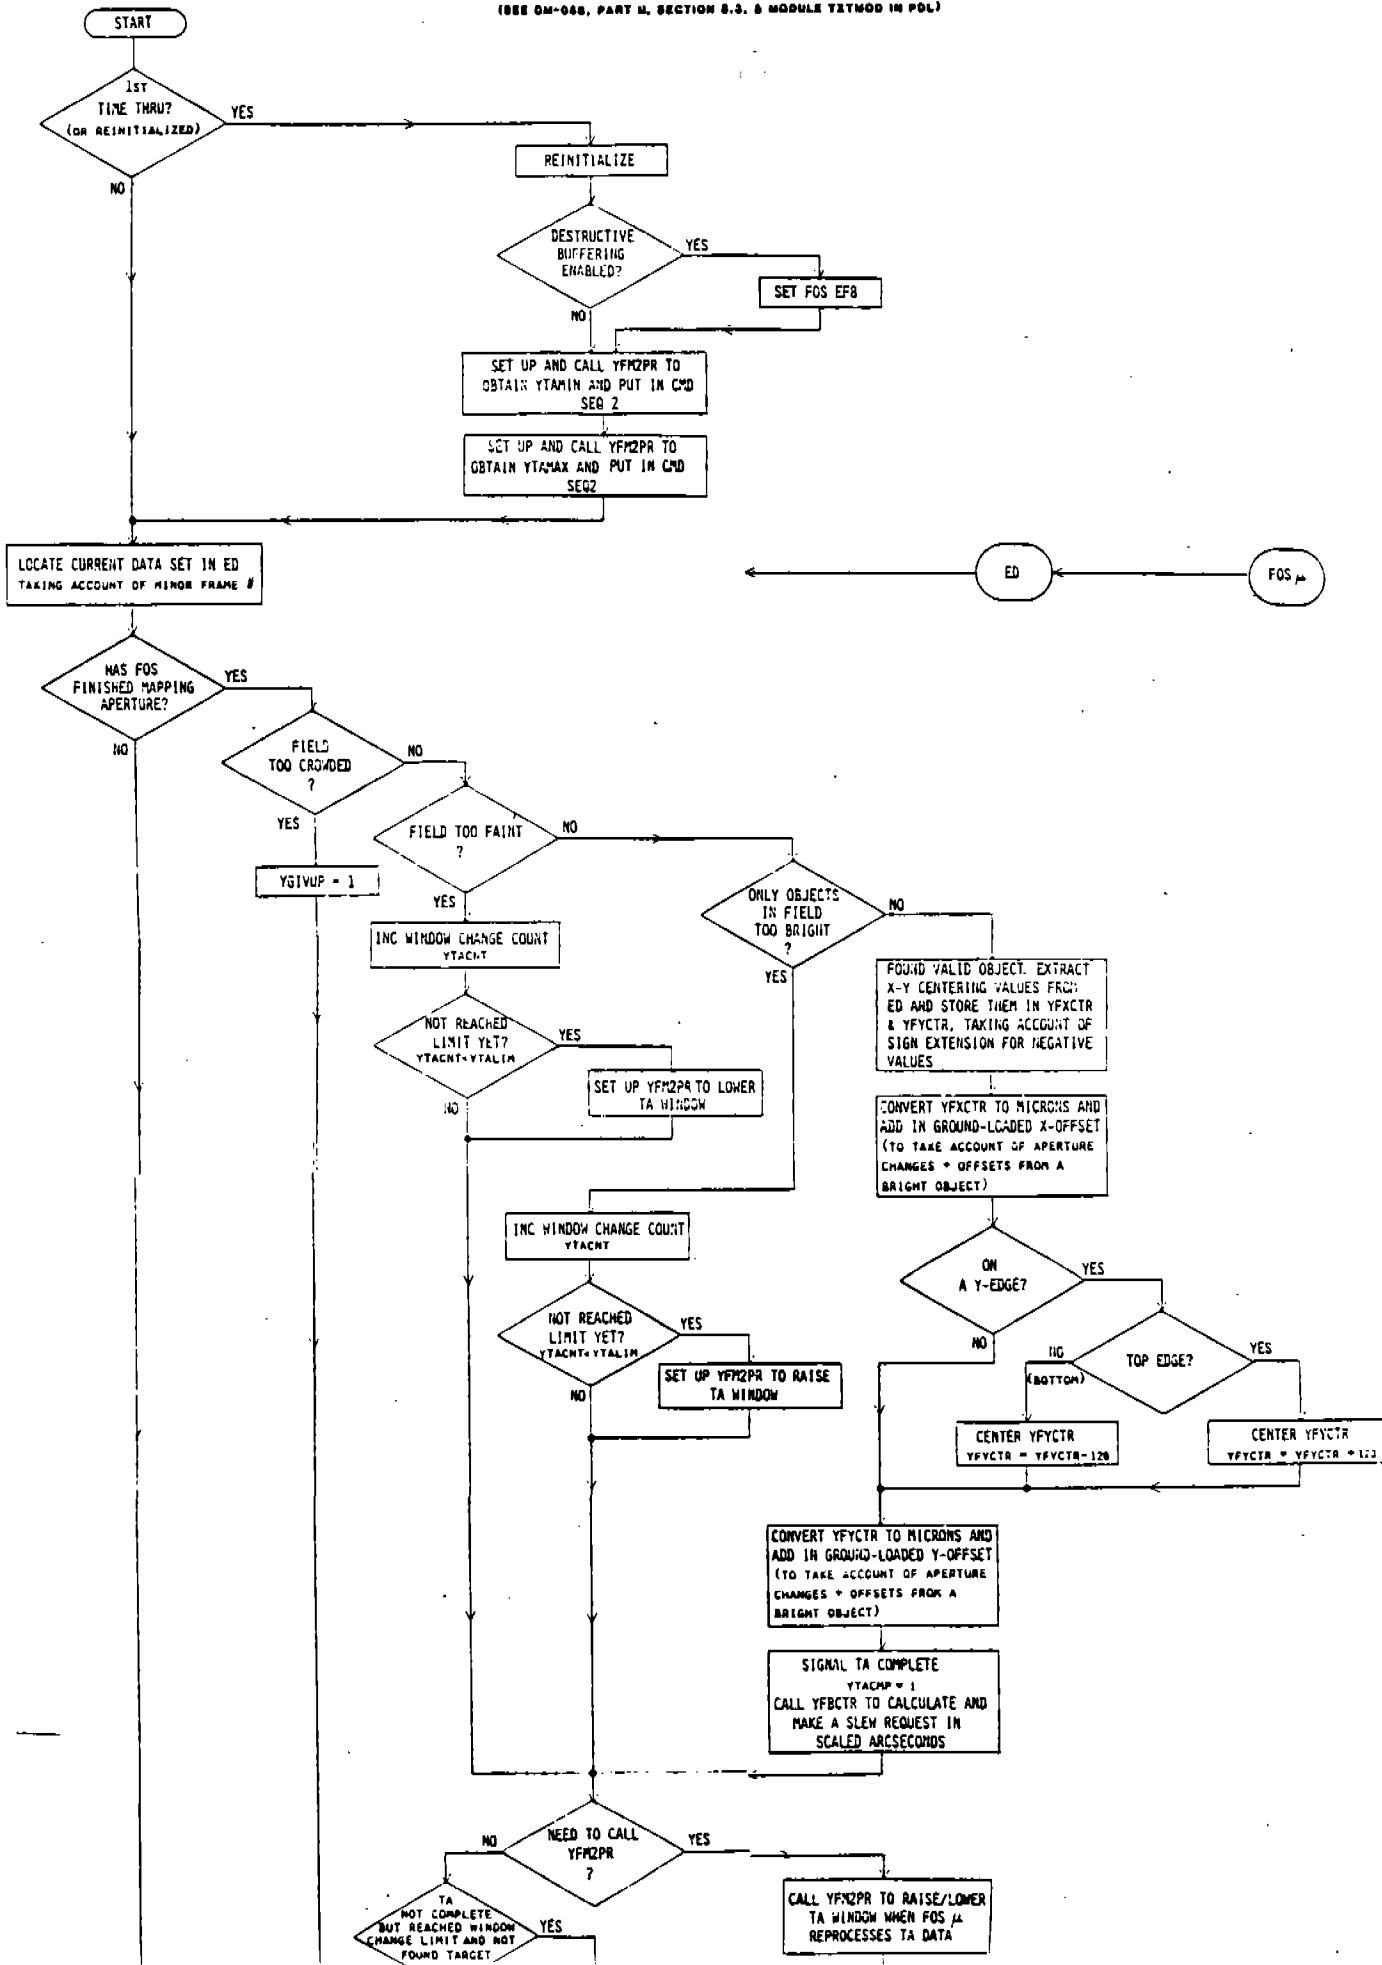 (SEE OM-048, PART M, SECTION 8.3, & MODULE TXTMOD IN PDL)
START
1ST
TIME THRU?
(OR REINITIALIZED)
YES
NO
REINITIALIZE
DESTRUCTIVE
BUFFERING
ENABLED?
YES
NO
SET FOS EF8
SET UP AND CALL YFM2PR TO
OBTAIN YTAMIN AND PUT IN CMD
SEQ 2
SET UP AND CALL YFM2PR TO
OBTAIN YTAMAX AND PUT IN CMD
SEQ2
LOCATE CURRENT DATA SET IN ED
TAKING ACCOUNT OF MINOR FRAME #
ED
FOS μ
HAS FOS
FINISHED MAPPING
APERTURE?
YES
NO
FIELD
TOO CROWDED
?
NO
YES
YGIVUP = 1
FIELD TOO FAINT
?
NO
YES
INC WINDOW CHANGE COUNT
YTACNT
NOT REACHED
LIMIT YET?
YTACNT<YTALIM
YES
NO
SET UP YFM2PR TO LOWER
TA WINDOW
ONLY OBJECTS
IN FIELD
TOO BRIGHT
?
NO
YES
FOUND VALID OBJECT. EXTRACT
X-Y CENTERING VALUES FROM
ED AND STORE THEM IN YFXCTR
& YFYCTR, TAKING ACCOUNT OF
SIGN EXTENSION FOR NEGATIVE
VALUES
CONVERT YFXCTR TO MICRONS AND
ADD IN GROUND-LOADED X-OFFSET
(TO TAKE ACCOUNT OF APERTURE
CHANGES + OFFSETS FROM A
BRIGHT OBJECT)
INC WINDOW CHANGE COUNT
YTACNT
NOT REACHED
LIMIT YET?
YTACNT<YTALIM
YES
NO
SET UP YFM2PR TO RAISE
TA WINDOW
ON
A Y-EDGE?
YES
NO
TOP EDGE?
NO
(BOTTOM)
YES
CENTER YFYCTR
YFYCTR = YFYCTR-128
CENTER YFYCTR
YFYCTR = YFYCTR
CONVERT YFYCTR TO MICRONS AND
ADD IN GROUND-LOADED Y-OFFSET
(TO TAKE ACCOUNT OF APERTURE
CHANGES + OFFSETS FROM A
BRIGHT OBJECT)
SIGNAL TA COMPLETE
YTACMP = 1
CALL YFBCTR TO CALCULATE AND
MAKE A SLEW REQUEST IN
SCALED ARCSECONDS
NEED TO CALL
YFM2PR
?
NO
YES
TA
NOT COMPLETE
BUT REACHED WINDOW
CHANGE LIMIT AND NOT
FOUND TARGET
YES
CALL YFM2PR TO RAISE/LOWER
TA WINDOW WHEN FOS μ
REPROCESSES TA DATA